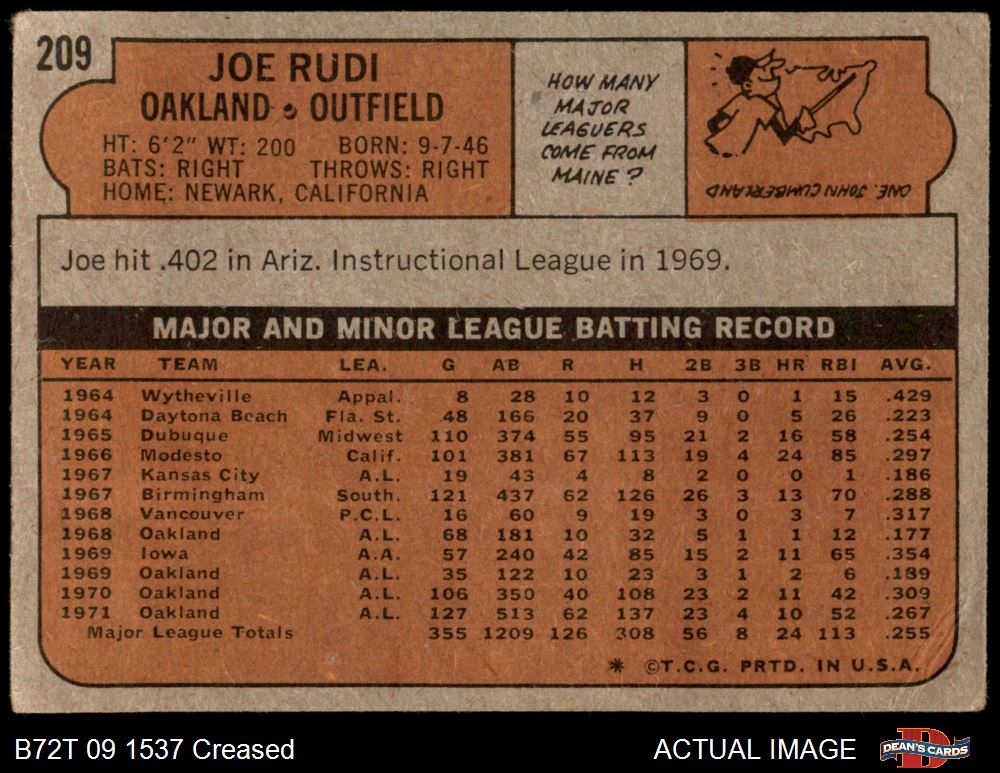 209
JOE RUDI
OAKLAND • OUTFIELD
HT: 6'2" WT: 200 BORN: 9-7-46
BATS: RIGHT THROWS: RIGHT
HOME: NEWARK, CALIFORNIA
HOW MANY
MAJOR
LEAGUERS
COME FROM
MAINE?
ONE. JOHN CUMBERLAND
Joe hit .402 in Ariz. Instructional League in 1969.
MAJOR AND MINOR LEAGUE BATTING RECORD
YEAR TEAM LEA. G AB R H 2B 3B HR RBI AVG.
1964 Wytheville Appal. 8 28 10 12 3 0 1 15 .429
1964 Daytona Beach Fla. St. 48 166 20 37 9 0 5 26 .223
1965 Dubuque Midwest 110 374 55 95 21 2 16 58 .254
1966 Modesto Calif. 101 381 67 113 19 4 24 85 .297
1967 Kansas City A.L. 19 43 4 8 2 0 0 1 .186
1967 Birmingham South. 121 437 62 126 26 3 13 70 .288
1968 Vancouver P.C.L. 16 60 9 19 3 0 3 7 .317
1968 Oakland A.L. 68 181 10 32 5 1 1 12 .177
1969 Iowa A.A. 57 240 42 85 15 2 11 65 .354
1969 Oakland A.L. 35 122 10 23 3 1 2 6 .189
1970 Oakland A.L. 106 350 40 108 23 2 11 42 .309
1971 Oakland A.L. 127 513 62 137 23 4 10 52 .267
Major League Totals 355 1209 126 308 56 8 24 113 .255
* ©T.C.G. PRTD. IN U.S.A.
B72T 09 1537 Creased ACTUAL IMAGE
DEAN'S CARDS